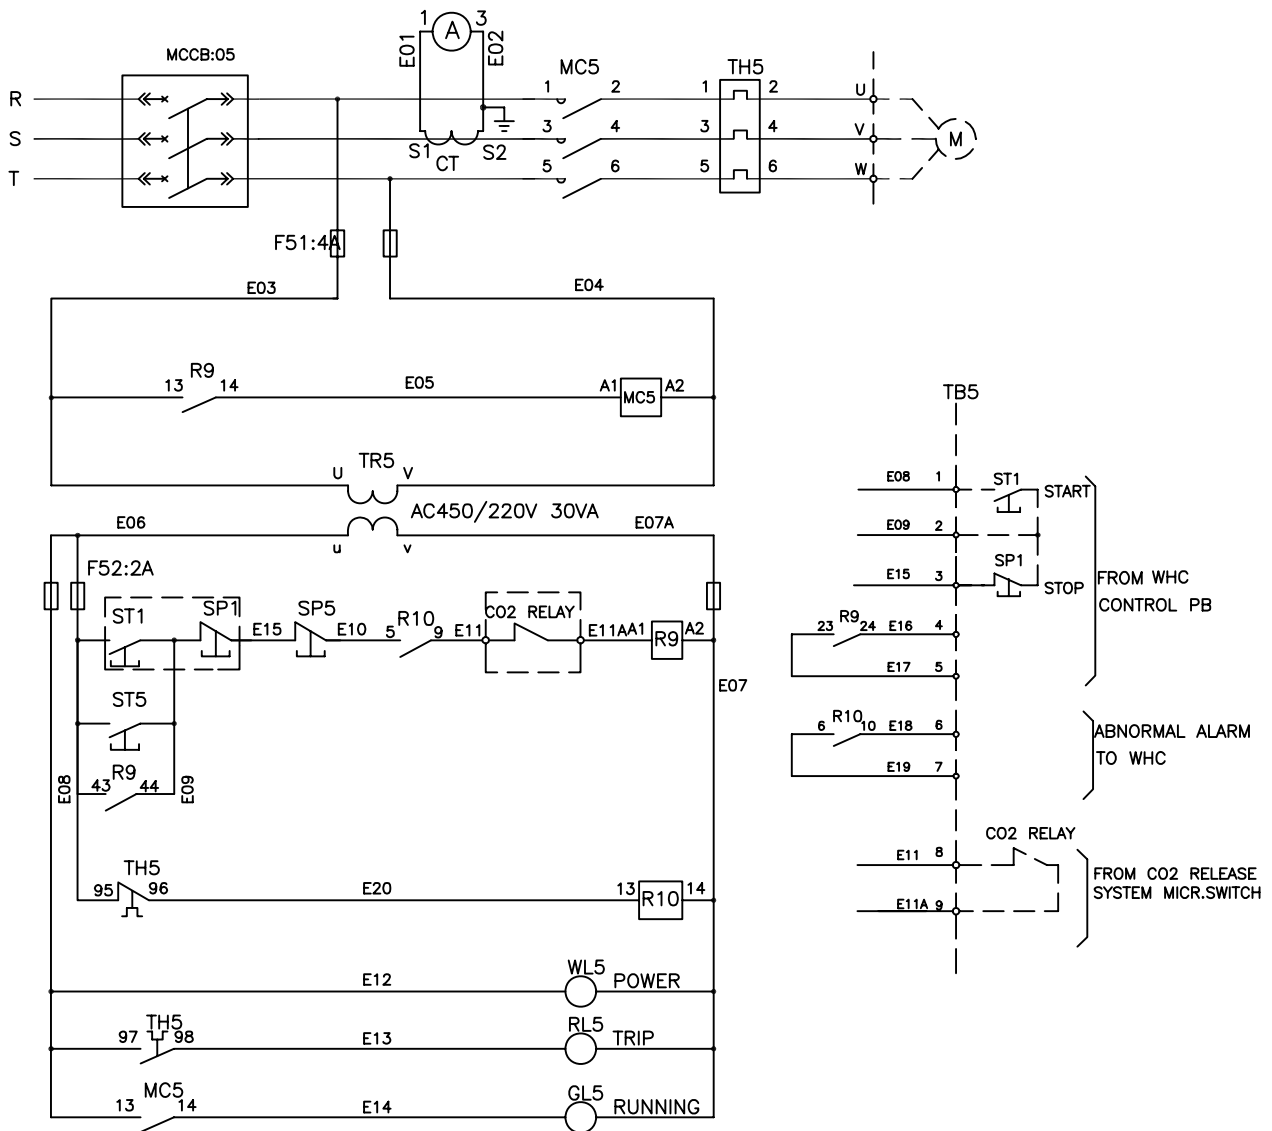 1 A 3
E01 E02
MCCB:05
MC5 TH5
R 1 2 1 2 U
S S1 CT S2 3 4 3 4 V M
T 5 6 5 6 W
F51:4A
E03 E04
R9
13 14 E05 A1 MC5 A2
U TR5 V
AC450/220V 30VA
E06 u v E07A
F52:2A
ST1 SP1 SP5 R10 CO2 RELAY
E15 E10 5 9 E11 E11A A1 R9 A2
E07
ST5
R9
E08 43 44 E09
TH5
95 96 E20 13 R10 14
E12 WL5 POWER
TH5
97 98 E13 RL5 TRIP
MC5
13 14 E14 GL5 RUNNING
TB5
E08 1 ST1 START
E09 2
E15 3 SP1 STOP
FROM WHC
CONTROL PB
R9
23 24 E16 4
E17 5
R10
6 10 E18 6
E19 7
ABNORMAL ALARM
TO WHC
CO2 RELAY
E11 8
E11A 9
FROM CO2 RELEASE
SYSTEM MICR.SWITCH